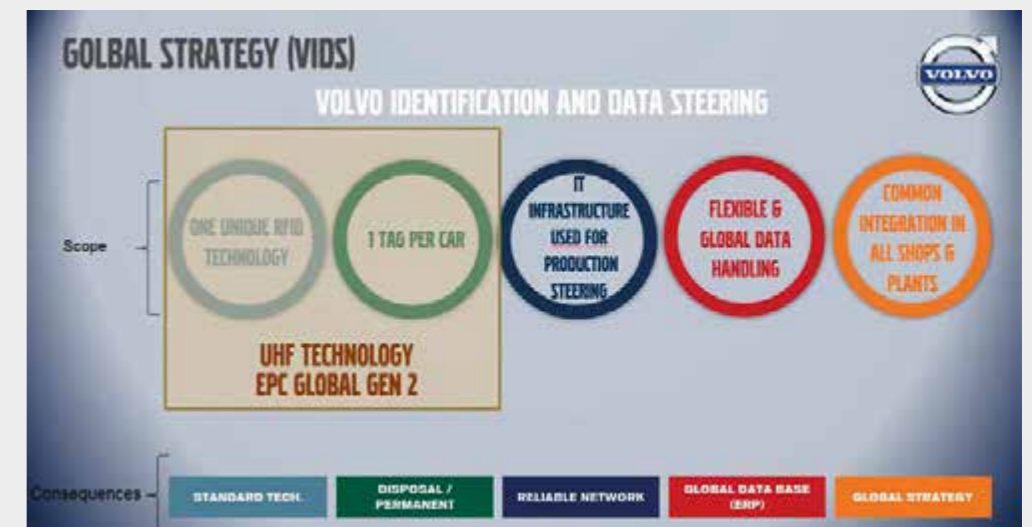 GOLBAL STRATEGY (VIDS)
VOLVO
VOLVO IDENTIFICATION AND DATA STEERING
Scope
ONE UNIQUE RFID
TECHNOLOGY
1 TAG PER CAR
IT
INFRASTRUCTURE
USED FOR
PRODUCTION
STEERING
FLEXIBLE &
GLOBAL DATA
HANDLING
COMMON
INTEGRATION IN
ALL SHOPS &
PLANTS
UHF TECHNOLOGY
EPC GLOBAL GEN 2
Consequences
STANDARD TECH.
DISPOSAL /
PERMANENT
RELIABLE NETWORK
GLOBAL DATA BASE
(ERP)
GLOBAL STRATEGY